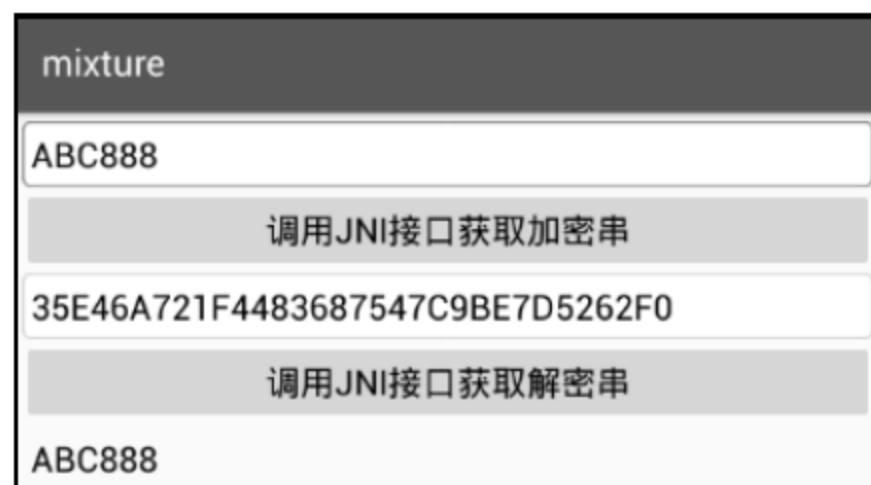 mixture
ABC888
调用JNI接口获取加密串
35E46A721F4483687547C9BE7D5262F0
调用JNI接口获取解密串
ABC888